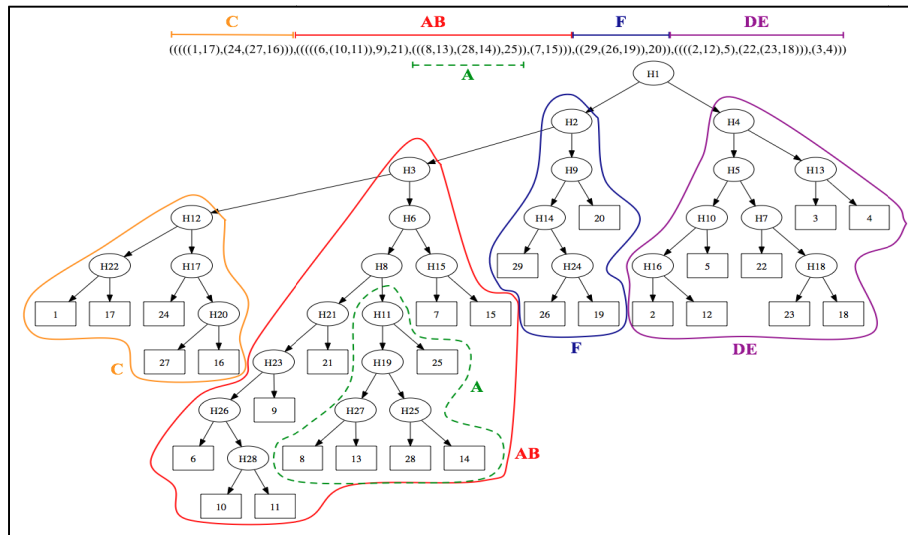 C AB F DE
(((((1,17),(24,(27,16))),(((((6,(10,11)),9),21),(((8,13),(28,14)),25)),(7,15))),((29,(26,19)),20)),((((2,12),5),(22,(23,18))),(3,4)))
A
H1
H2 H4
H3 H9 H5 H13
H12 H6 H14 20 H10 H7 3 4
H22 H17 H8 H15 29 H24 H16 5 22 H18
1 17 24 H20 H21 H11 7 15 26 19 2 12 23 18
F DE
27 16 H23 21 H19 25
C A
H26 9 H27 H25
6 H28 8 13 28 14 AB
10 11